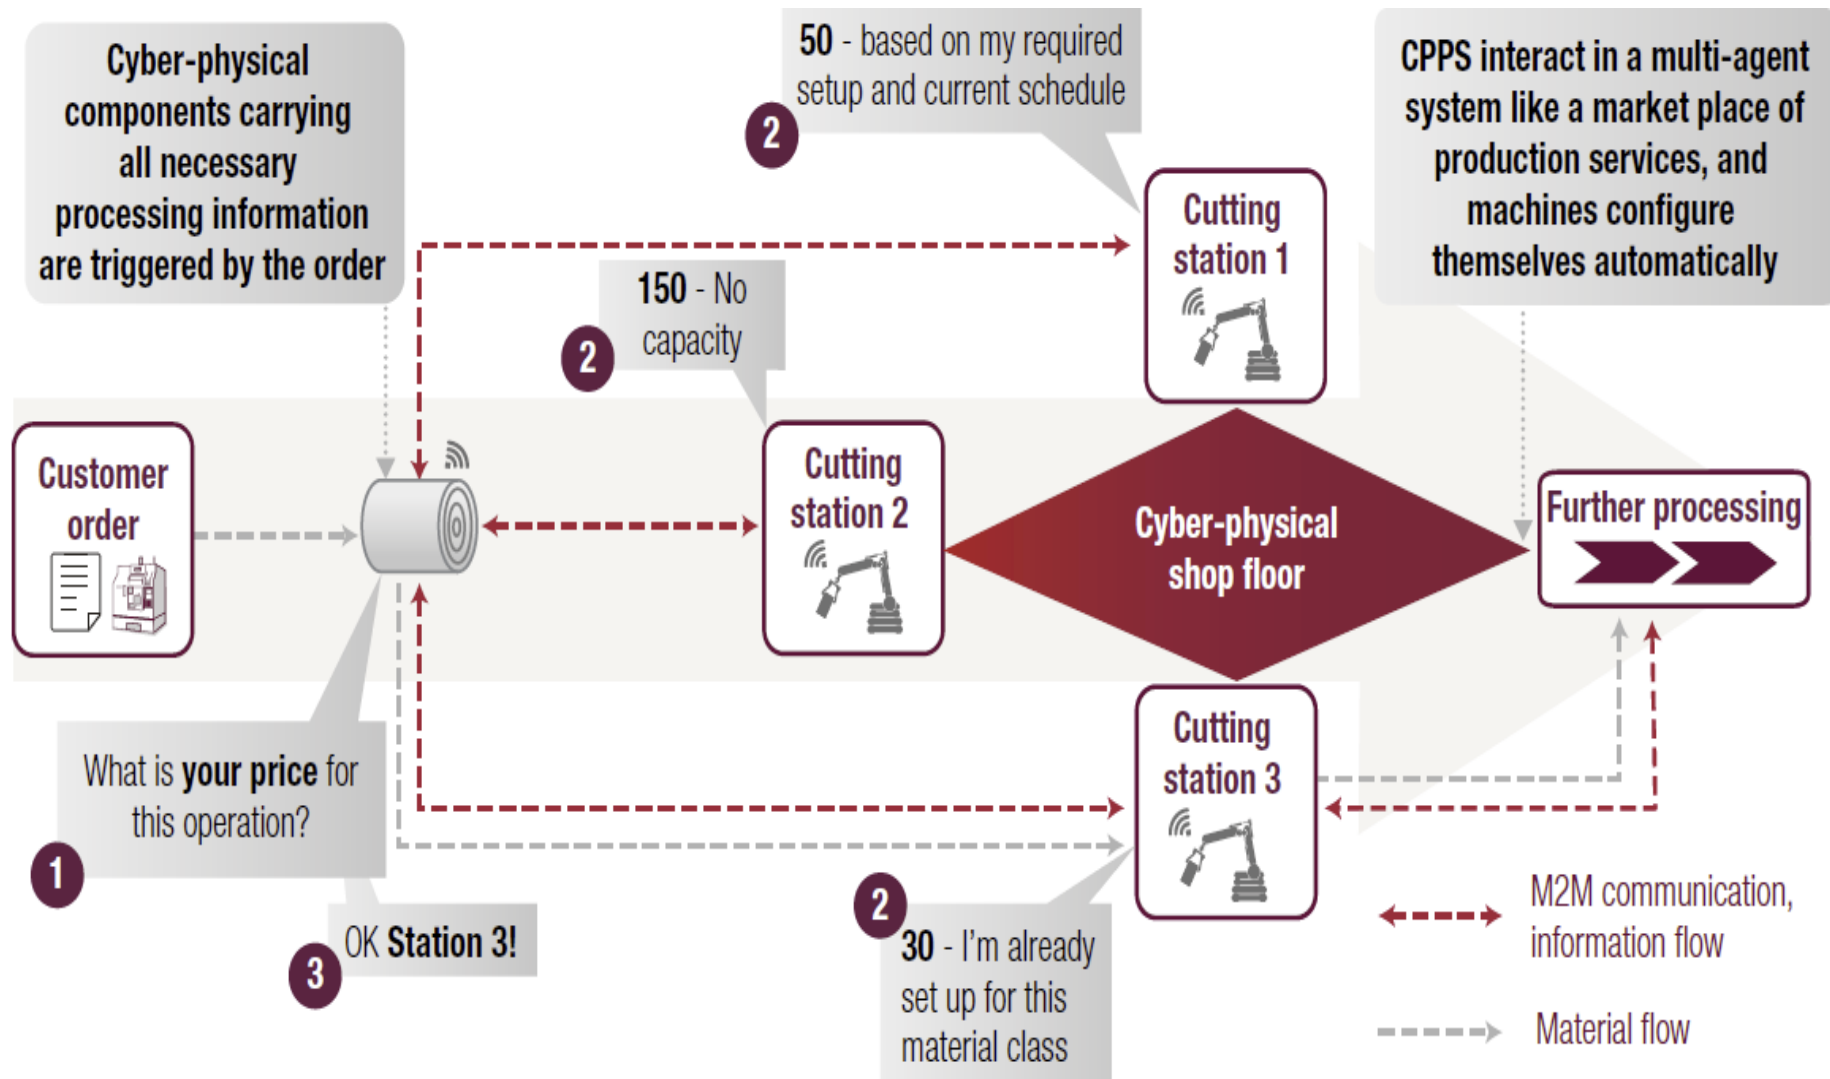 Cyber-physical
components carrying
all necessary
processing information
are triggered by the order
50 - based on my required
setup and current schedule
2
CPPS interact in a multi-agent
system like a market place of
production services, and
machines configure
themselves automatically
Cutting
station 1
150 - No
capacity
2
Customer
order
Cutting
station 2
Cyber-physical
shop floor
Further processing
What is your price for
this operation?
1
Cutting
station 3
OK Station 3!
3
2
30 - I'm already
set up for this
material class
M2M communication,
information flow
Material flow